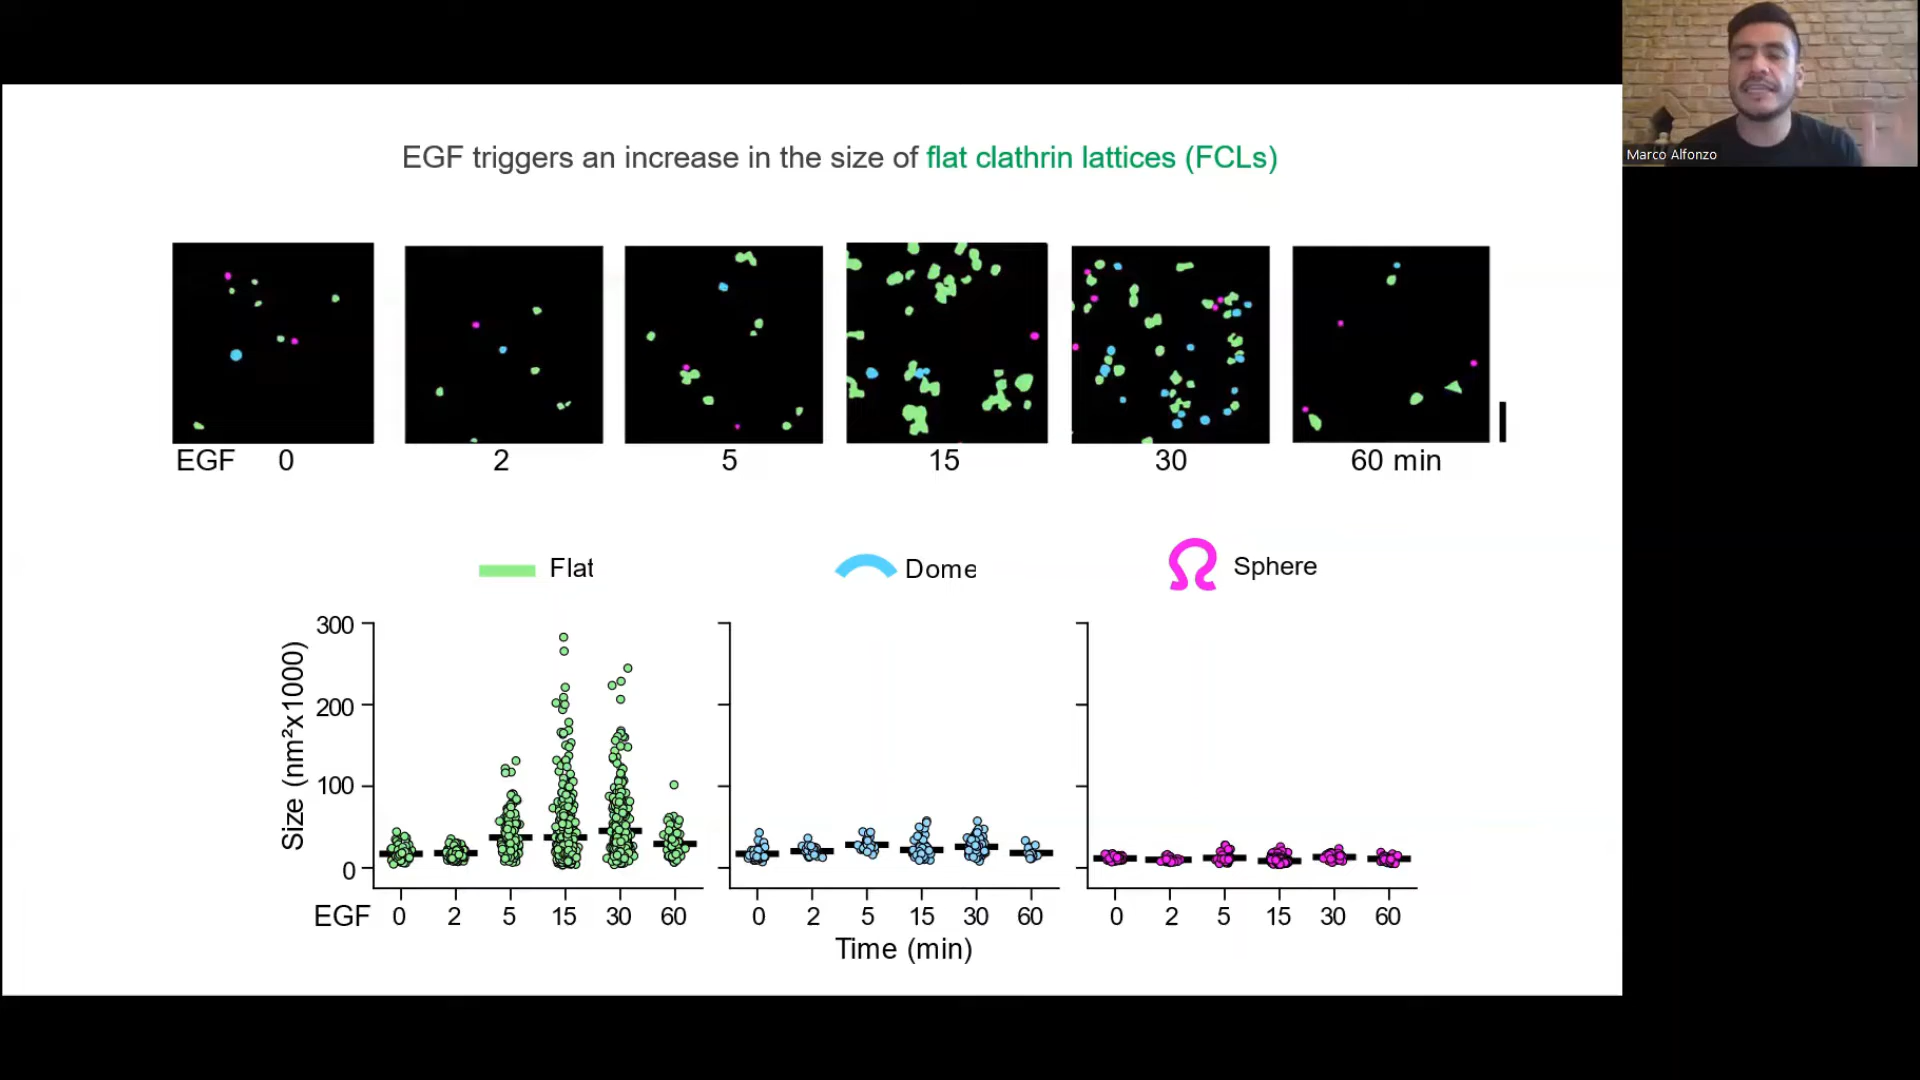 Marco Alfonzo
EGF triggers an increase in the size of flat clathrin lattices (FCLs)
EGF 0 2 5 15 30 60 min
Flat Dome Sphere
300
200
100
0
Size (nm²x1000)
EGF 0 2 5 15 30 60 0 2 5 15 30 60 0 2 5 15 30 60
Time (min)